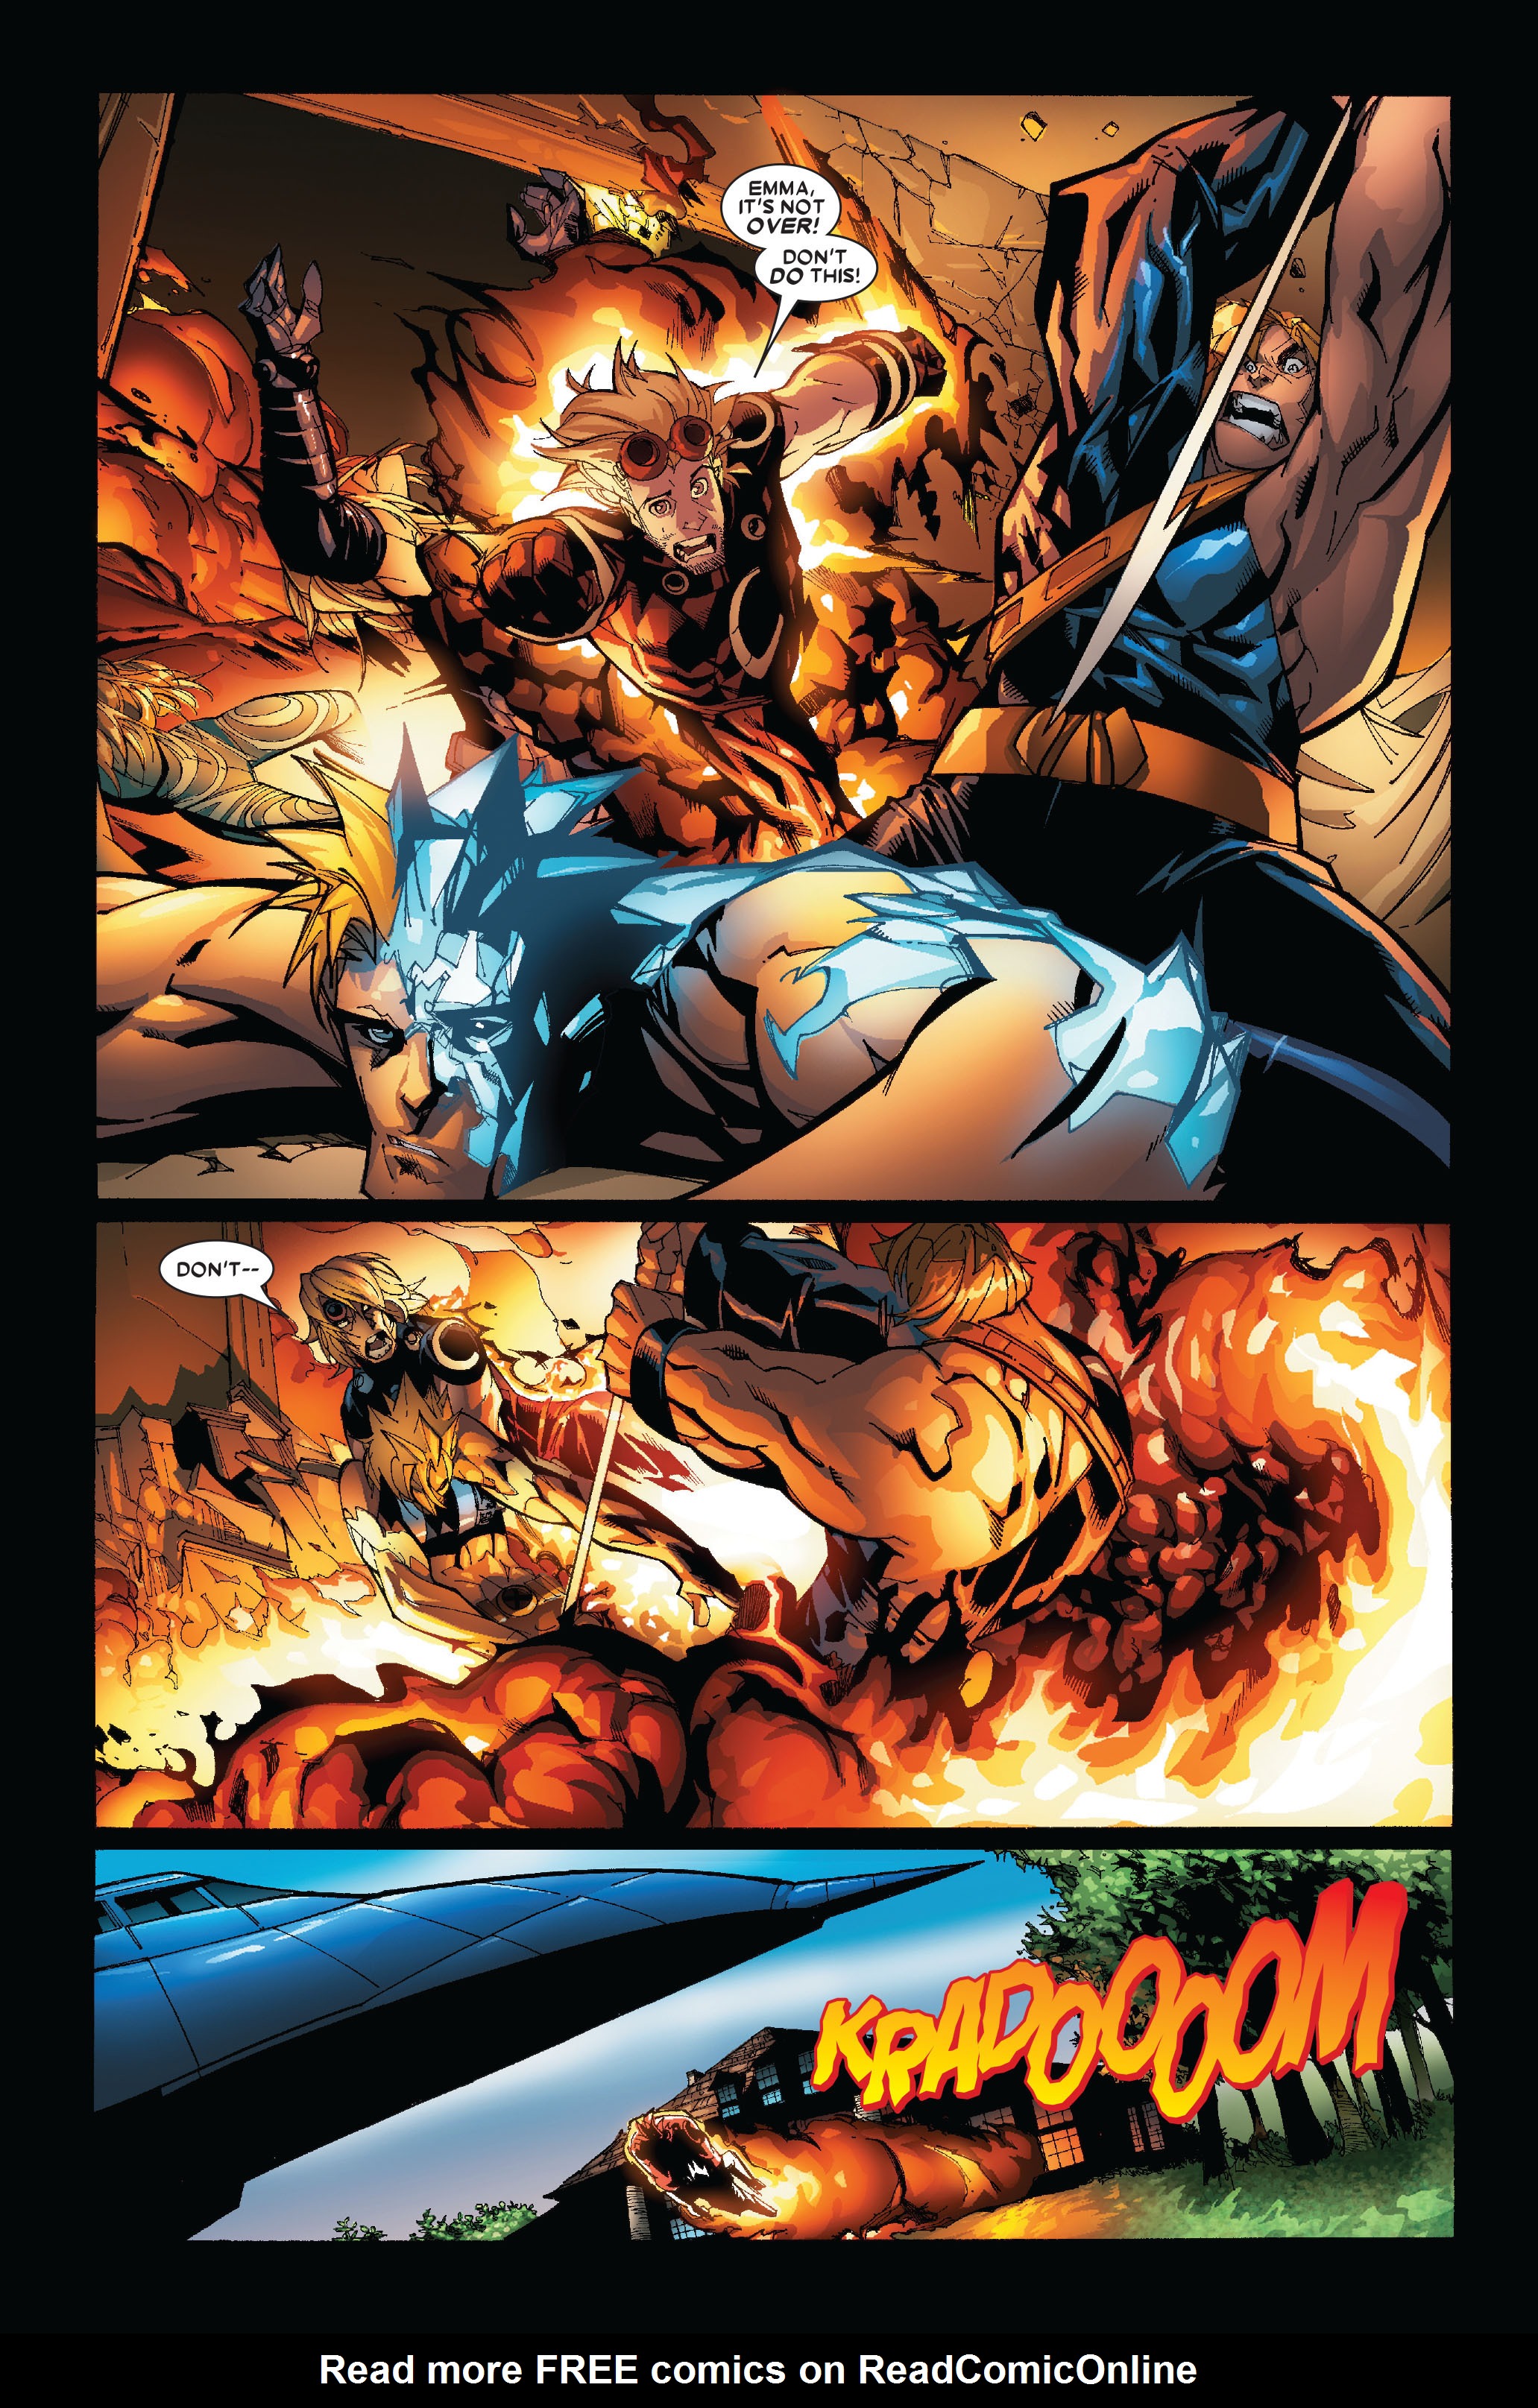 EMMA,
IT'S NOT
OVER!
DON'T
DO THIS!
DON'T--
KRADOOOOM
Read more FREE comics on ReadComicOnline